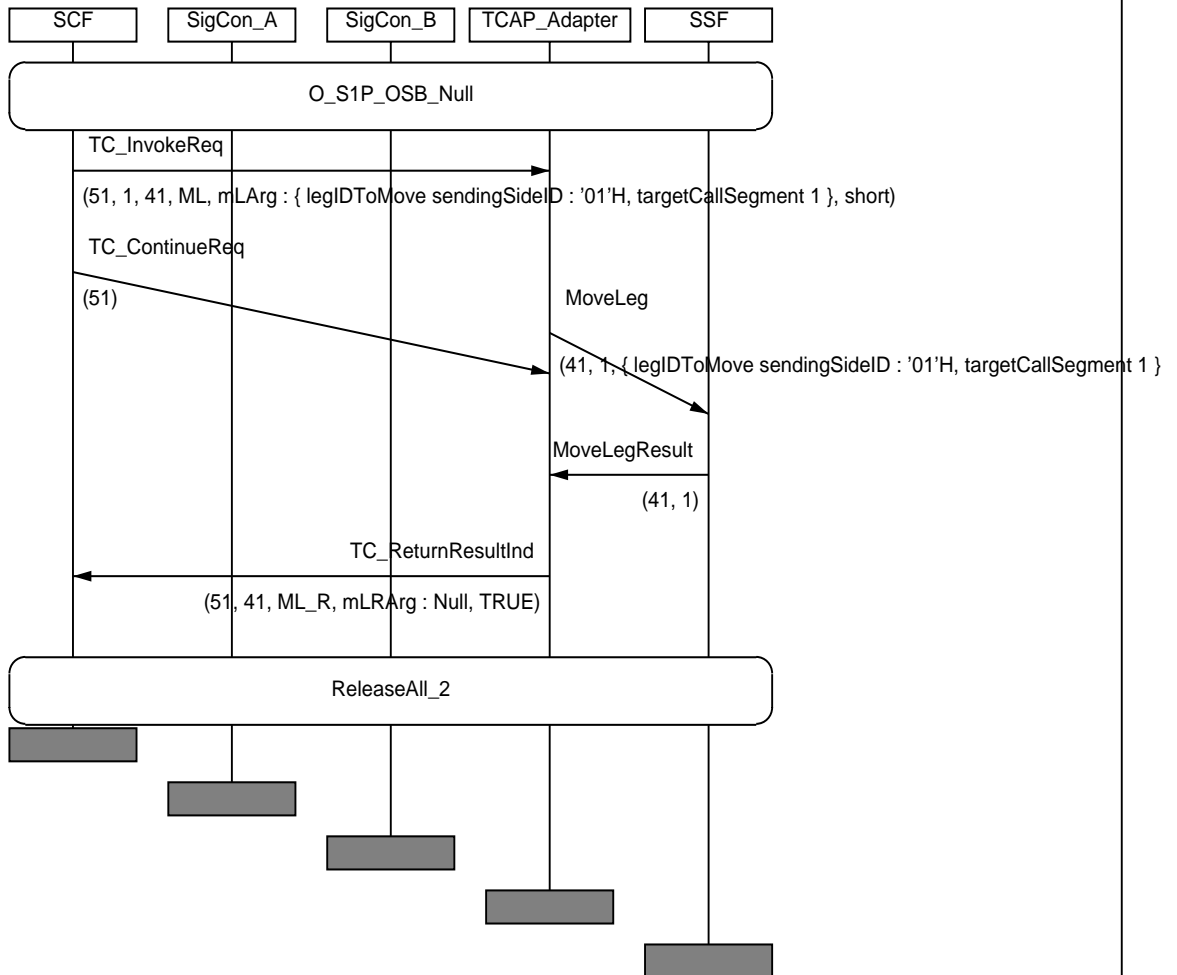 SCF
SigCon_A
SigCon_B
TCAP_Adapter
SSF
O_S1P_OSB_Null
TC_InvokeReq
(51, 1, 41, ML, mLArg : { legIDToMove sendingSideID : '01'H, targetCallSegment 1 }, short)
TC_ContinueReq
(51)
MoveLeg
(41, 1, { legIDToMove sendingSideID : '01'H, targetCallSegment 1 }
MoveLegResult
(41, 1)
TC_ReturnResultInd
(51, 41, ML_R, mLRArg : Null, TRUE)
ReleaseAll_2